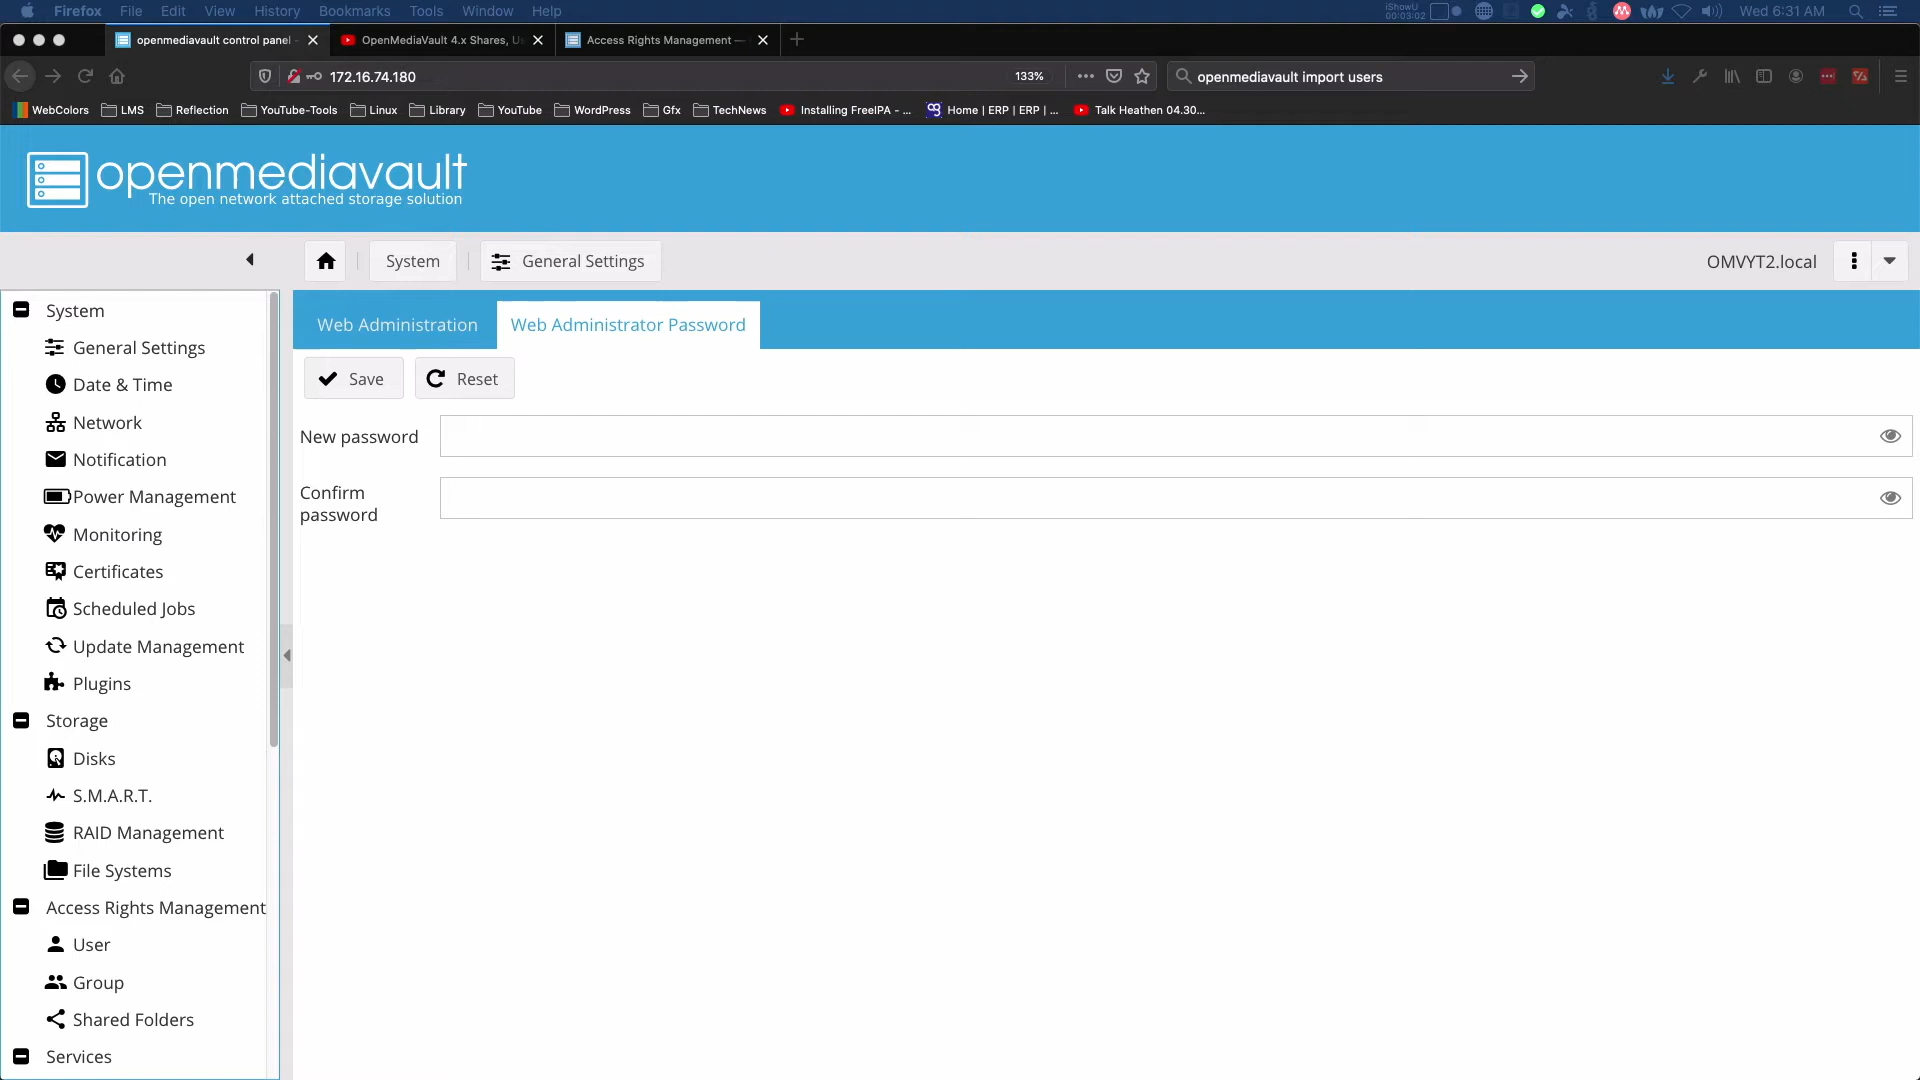 Firefox File Edit View History Bookmarks Tools Window Help
iShowU
00:03:02
Wed 6:31 AM
openmediavault control panel -
OpenMediaVault 4.x Shares, U
Access Rights Management —
172.16.74.180
133%
openmediavault import users
WebColors LMS Reflection YouTube-Tools Linux Library YouTube WordPress Gfx TechNews Installing FreeIPA - ... Home | ERP | ERP | ... Talk Heathen 04.30...
openmediavault
The open network attached storage solution
System
General Settings
OMVYT2.local
System
General Settings
Date & Time
Network
Notification
Power Management
Monitoring
Certificates
Scheduled Jobs
Update Management
Plugins
Storage
Disks
S.M.A.R.T.
RAID Management
File Systems
Access Rights Management
User
Group
Shared Folders
Services
Web Administration
Web Administrator Password
Save
Reset
New password
Confirm
password